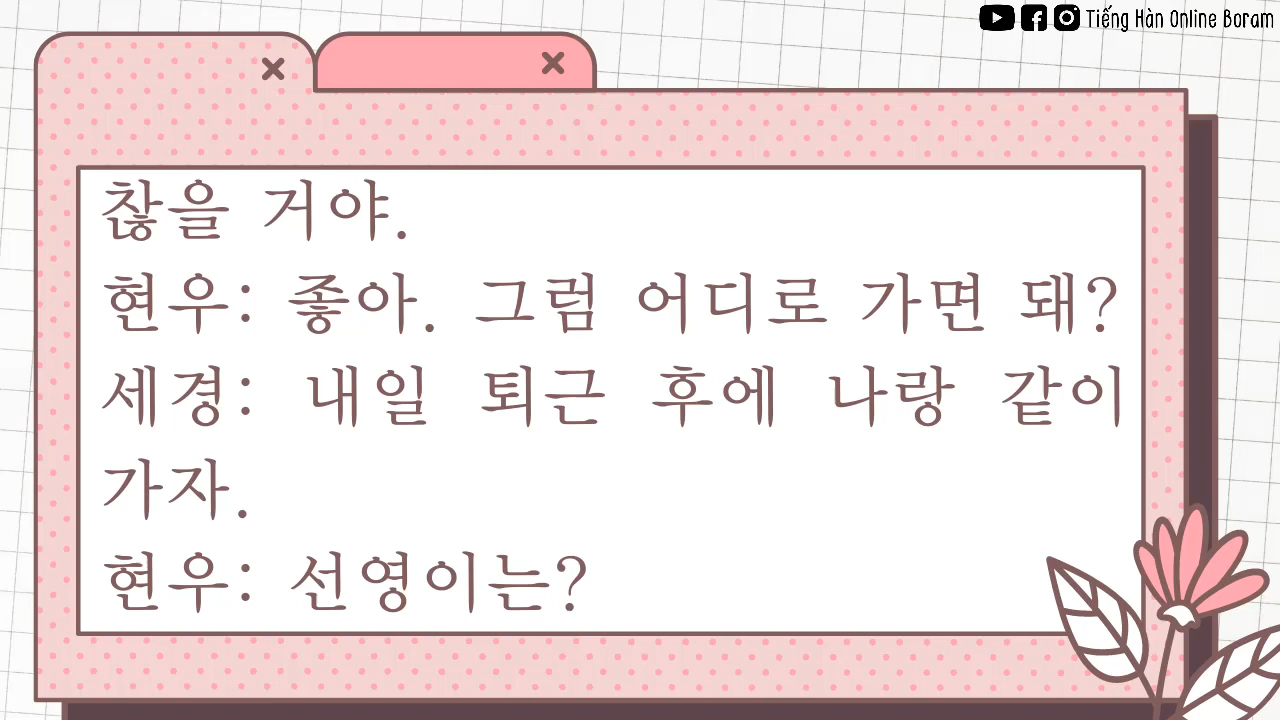 Tiếng Hàn Online Boram
찮을 거야.
현우: 좋아. 그럼 어디로 가면 돼?
세경: 내일 퇴근 후에 나랑 같이
가자.
현우: 선영이는?